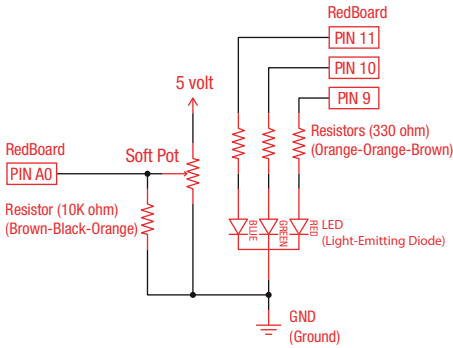 RedBoard
PIN 11
PIN 10
PIN 9
5 volt
Resistors (330 ohm)
(Orange-Orange-Brown)
RedBoard
PIN A0
Soft Pot
Resistor (10K ohm)
(Brown-Black-Orange)
BLUE
GREEN
RED
LED
(Light-Emitting Diode)
GND
(Ground)